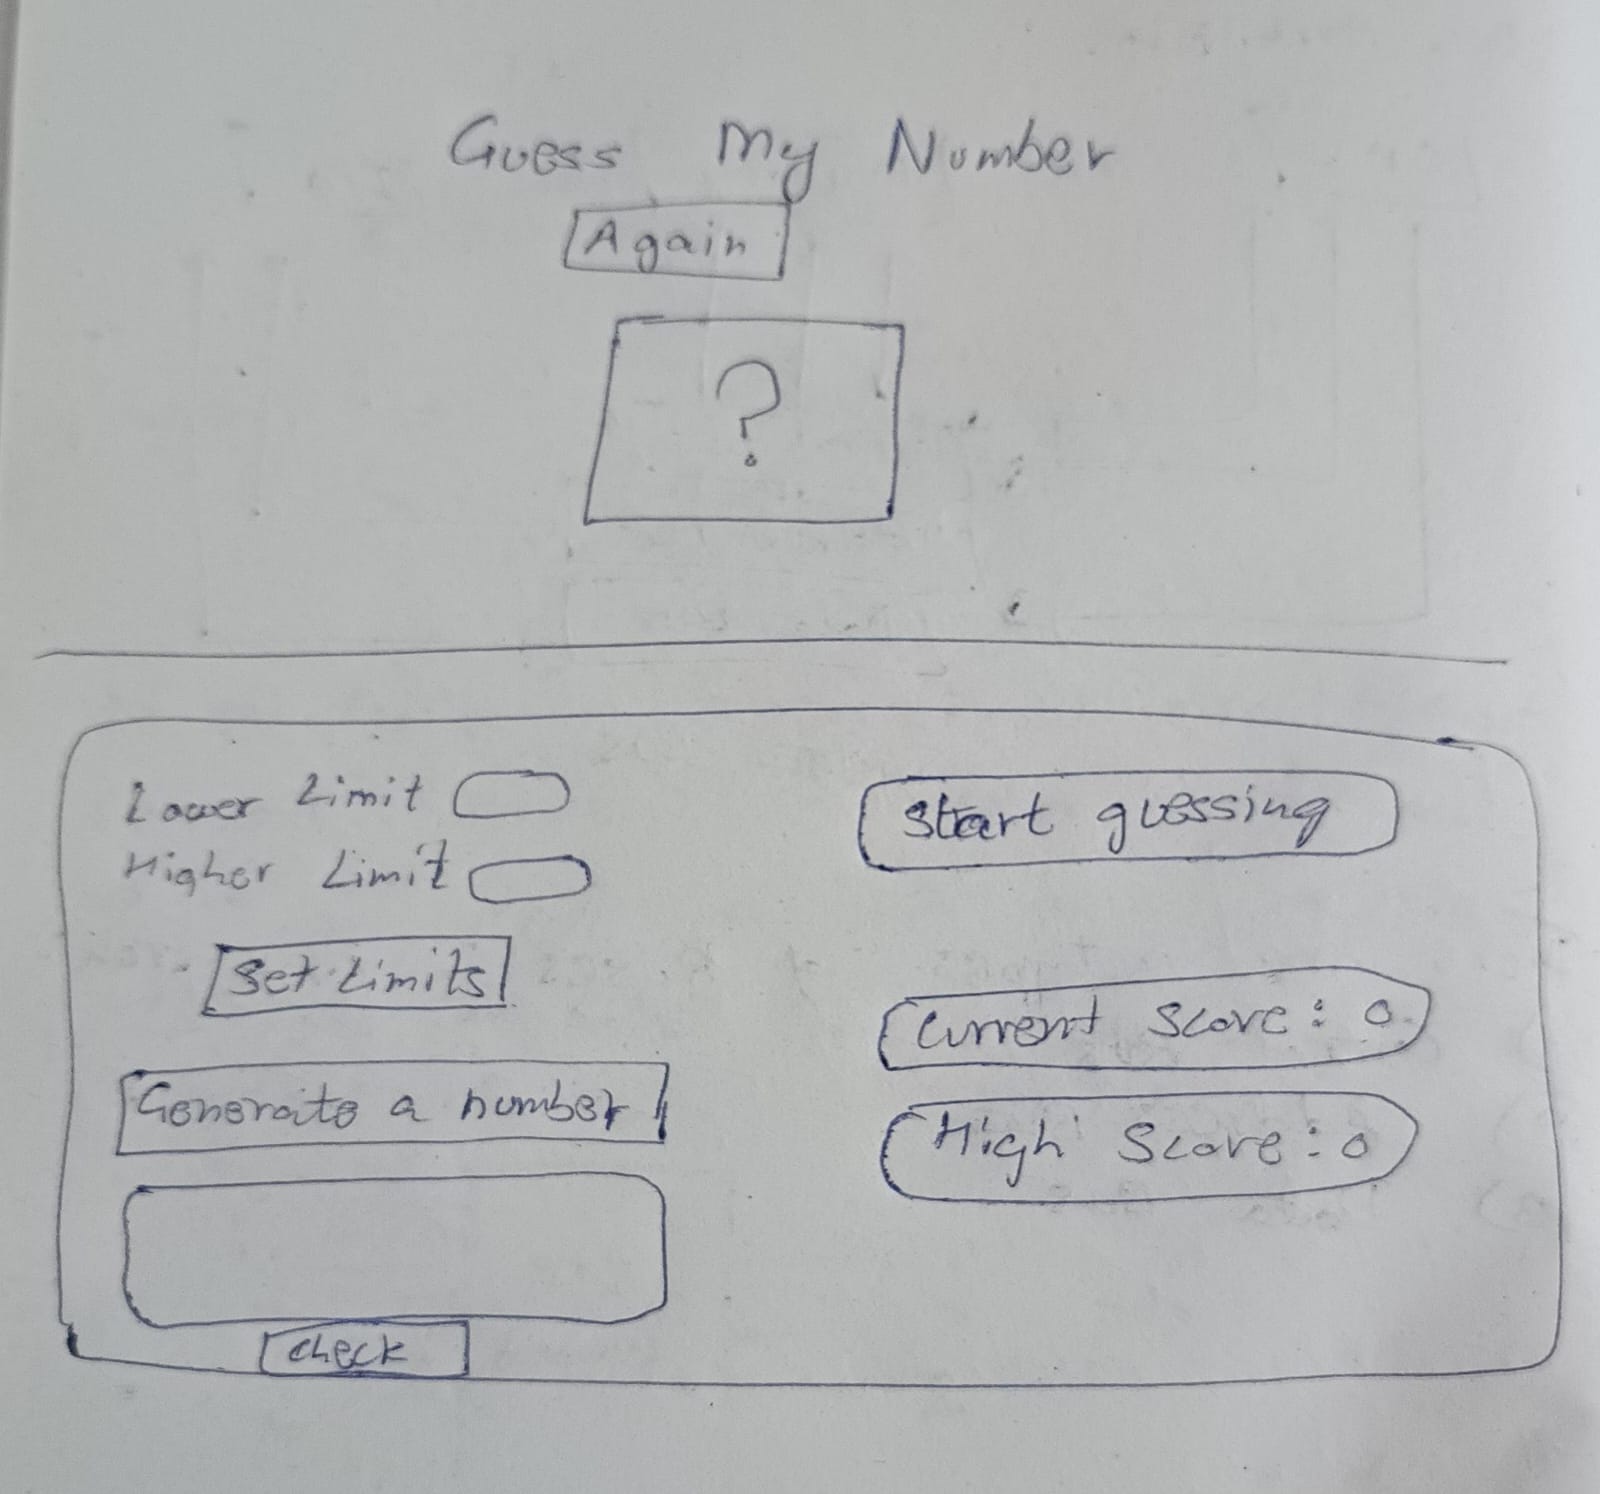 Guess My Number
Again
?
Lower Limit
Higher Limit
Set Limits
Generate a number
check
Start guessing
Current Score: 0
High Score: 0